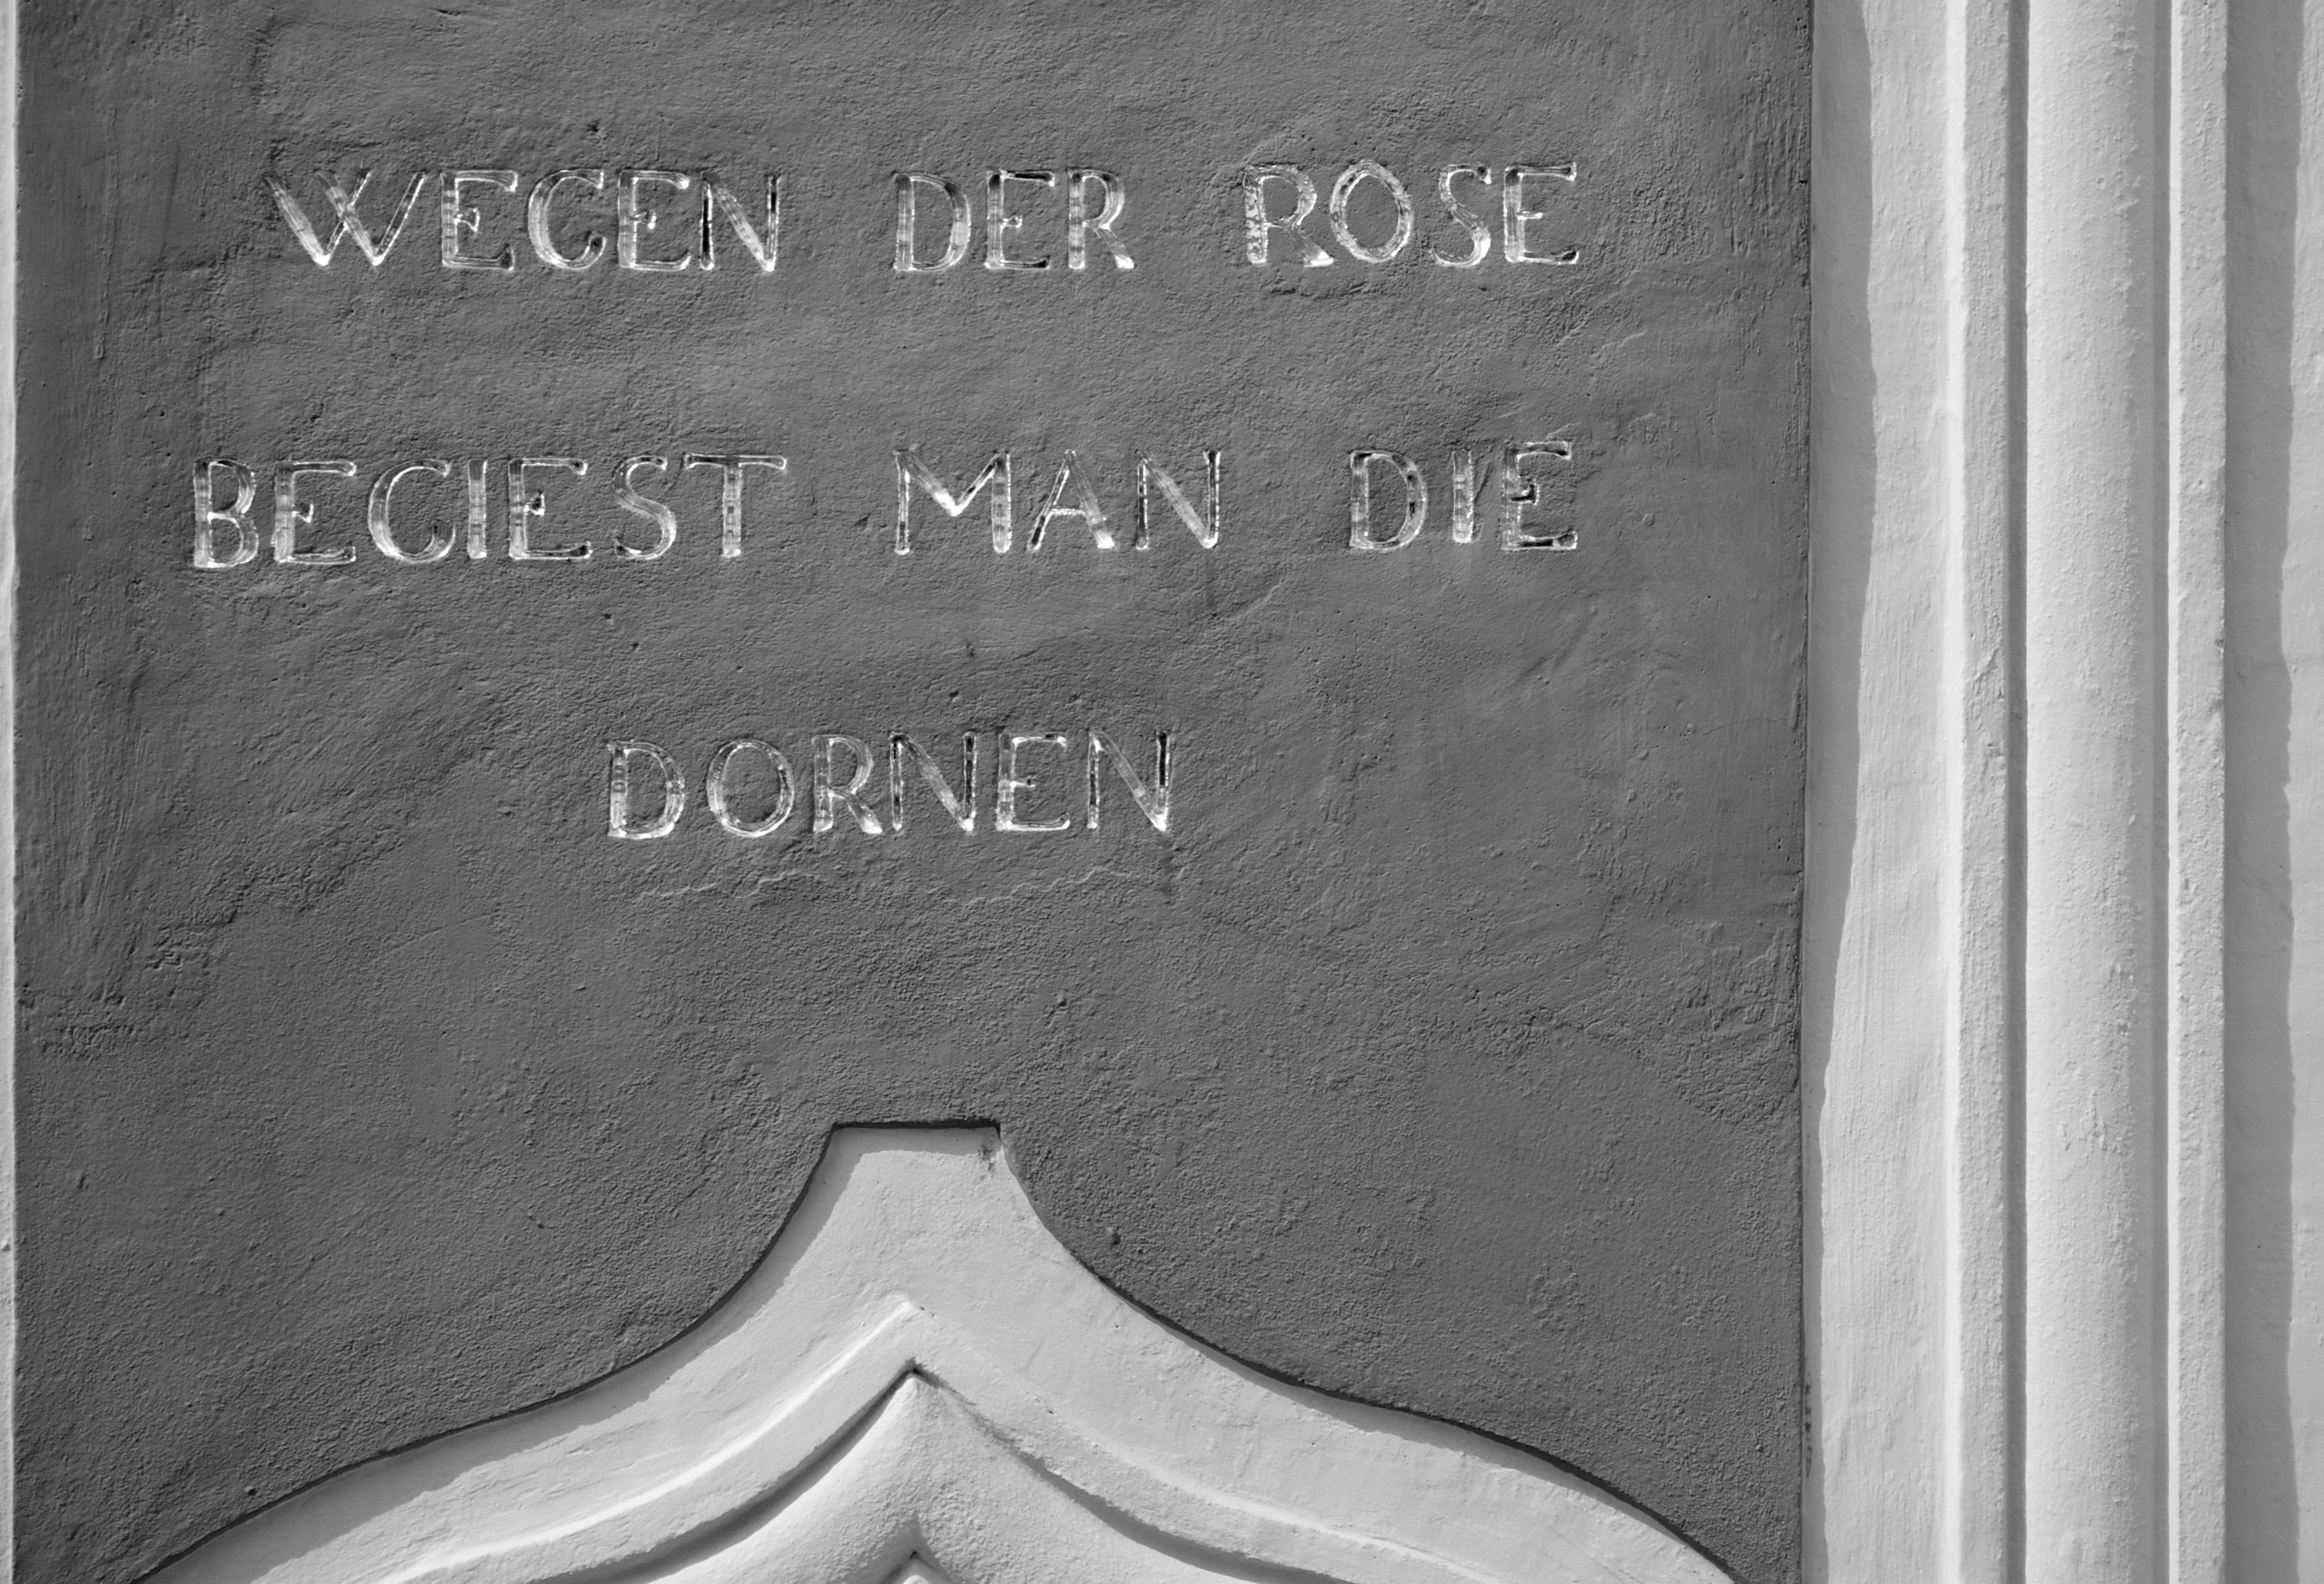 WEGEN DER ROSE
BEGIEST MAN DIE
DORNEN